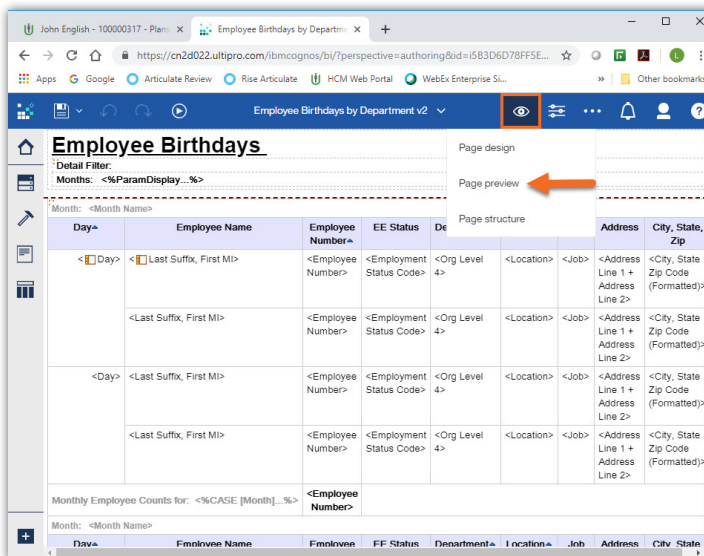 John English - 100000317 - Plans
Employee Birthdays by Departme
https://cn2d022.ultipro.com/ibmcognos/bi/?perspective=authoring&id=i5B3D6D78FF5E...
Apps Google Articulate Review Rise Articulate HCM Web Portal WebEx Enterprise Si... » Other bookmarks
Employee Birthdays by Department v2
Employee Birthdays
Page design
Detail Filter:
Months: <%ParamDisplay...%>
Page preview
Month: <Month Name>
Page structure
Day Employee Name Employee Number EE Status De Address City, State, Zip
<Day> <Last Suffix, First MI> <Employee Number> <Employment Status Code> <Org Level 4> <Location> <Job> <Address Line 1 + Address Line 2> <City, State Zip Code (Formatted)>
<Last Suffix, First MI> <Employee Number> <Employment Status Code> <Org Level 4> <Location> <Job> <Address Line 1 + Address Line 2> <City, State Zip Code (Formatted)>
<Day> <Last Suffix, First MI> <Employee Number> <Employment Status Code> <Org Level 4> <Location> <Job> <Address Line 1 + Address Line 2> <City, State Zip Code (Formatted)>
<Last Suffix, First MI> <Employee Number> <Employment Status Code> <Org Level 4> <Location> <Job> <Address Line 1 + Address Line 2> <City, State Zip Code (Formatted)>
Monthly Employee Counts for: <%CASE [Month]...%> <Employee Number>
Month: <Month Name>
Day Employee Name Employee EE Status Department Location Job Address City, State